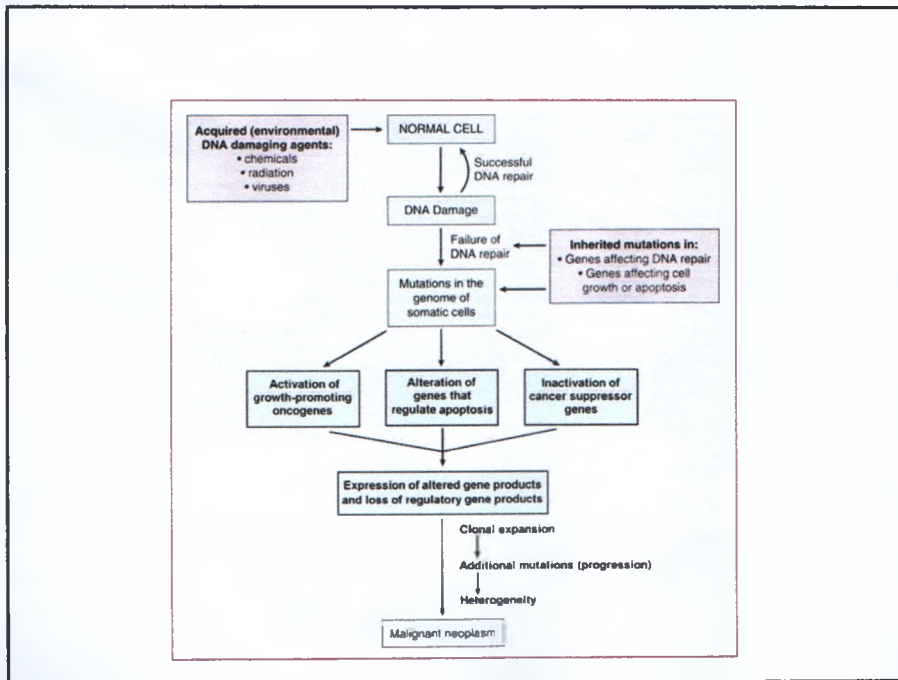 Acquired (environmental)
DNA damaging agents:
• chemicals
• radiation
• viruses
NORMAL CELL
Successful
DNA repair
DNA Damage
Failure of
DNA repair
Inherited mutations in:
• Genes affecting DNA repair
• Genes affecting cell
growth or apoptosis
Mutations in the
genome of
somatic cells
Activation of
growth-promoting
oncogenes
Alteration of
genes that
regulate apoptosis
Inactivation of
cancer suppressor
genes
Expression of altered gene products
and loss of regulatory gene products
Clonal expansion
Additional mutations (progression)
Heterogeneity
Malignant neoplasm